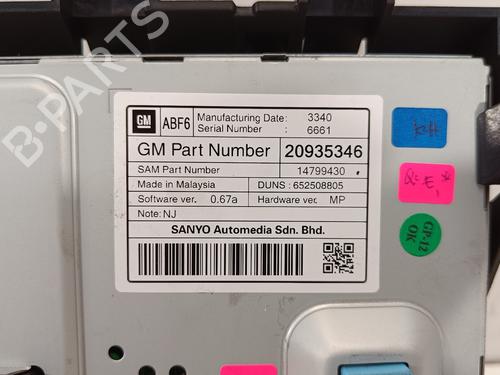 GM ABF6 Manufacturing Date: 3340
Serial Number : 6661
GM Part Number 20935346
SAM Part Number 14799430
Made in Malaysia DUNS : 652508805
Software ver. 0.67a Hardware ver. MP
Note: NJ
SANYO Automedia Sdn. Bhd.
GP-12
OK
B-PARTS